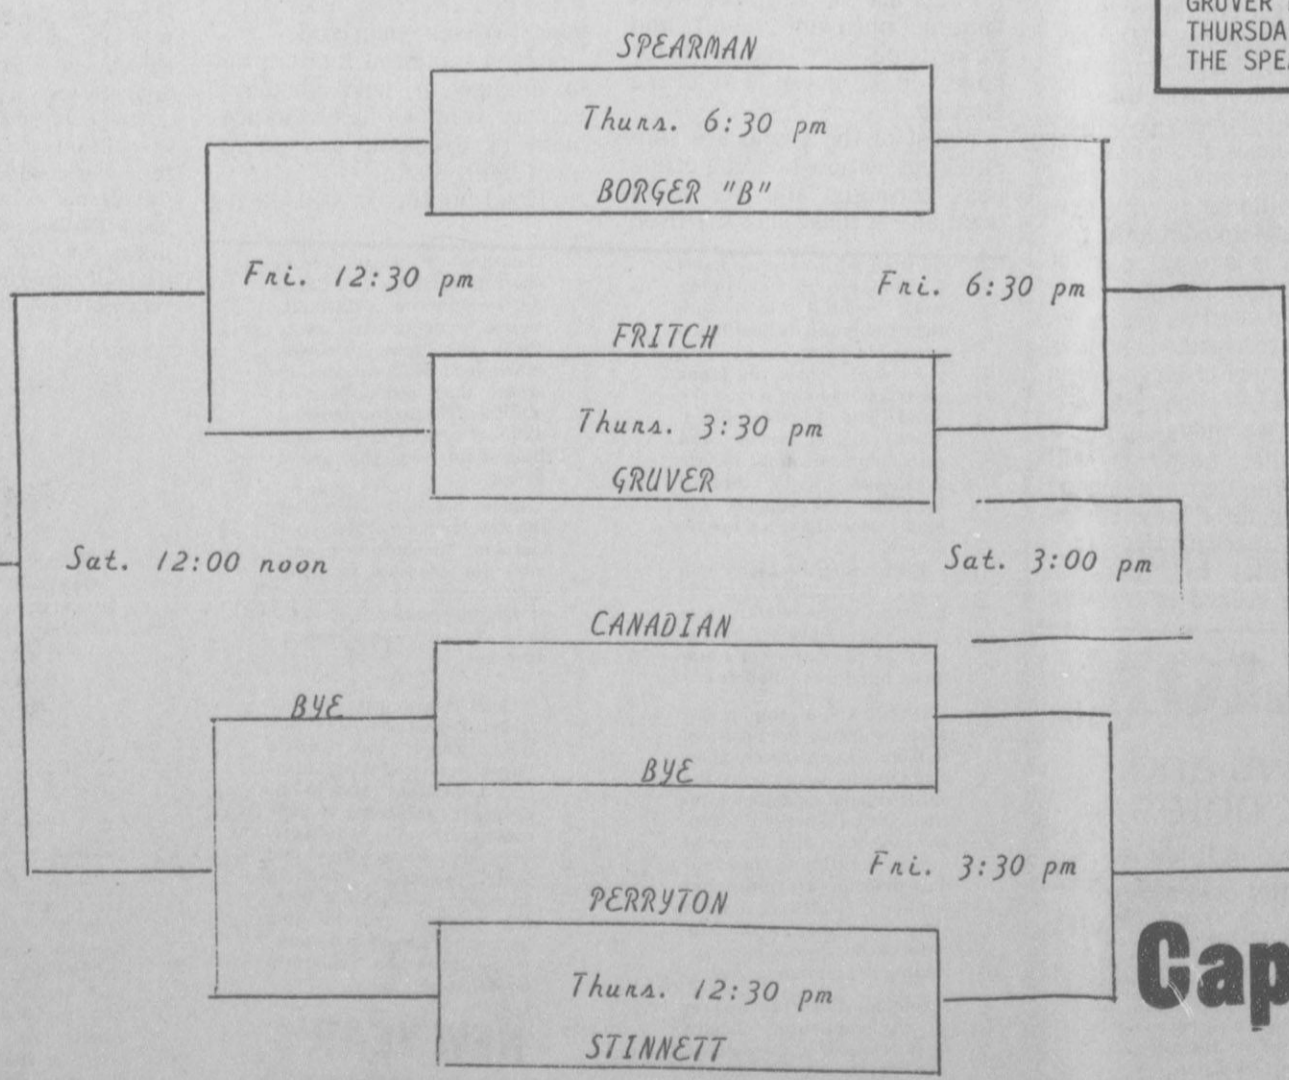 GRUVER
THURSDA
THE SPE
SPEARMAN
Thurs. 6:30 pm
BORGER "B"
Fri. 12:30 pm
Fri. 6:30 pm
FRITCH
Thurs. 3:30 pm
GRUVER
Sat. 12:00 noon
Sat. 3:00 pm
CANADIAN
BYE
BYE
Fri. 3:30 pm
PERRYTON
Cap
Thurs. 12:30 pm
STINNETT